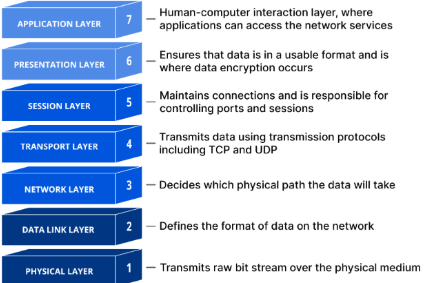 APPLICATION LAYER 7
Human-computer interaction layer, where
applications can access the network services
PRESENTATION LAYER 6
Ensures that data is in a usable format and is
where data encryption occurs
SESSION LAYER 5
Maintains connections and is responsible for
controlling ports and sessions
TRANSPORT LAYER 4
Transmits data using transmission protocols
including TCP and UDP
NETWORK LAYER 3
Decides which physical path the data will take
DATA LINK LAYER 2
Defines the format of data on the network
PHYSICAL LAYER 1
Transmits raw bit stream over the physical medium